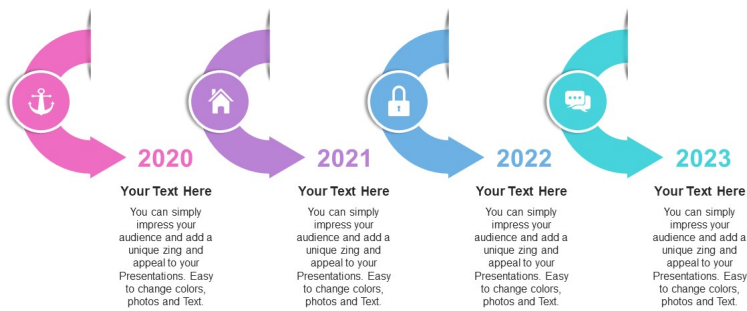 2020
2021
2022
2023
Your Text Here
Your Text Here
Your Text Here
Your Text Here
You can simply
impress your
audience and add a
unique zing and
appeal to your
Presentations. Easy
to change colors,
photos and Text.
You can simply
impress your
audience and add a
unique zing and
appeal to your
Presentations. Easy
to change colors,
photos and Text.
You can simply
impress your
audience and add a
unique zing and
appeal to your
Presentations. Easy
to change colors,
photos and Text.
You can simply
impress your
audience and add a
unique zing and
appeal to your
Presentations. Easy
to change colors,
photos and Text.